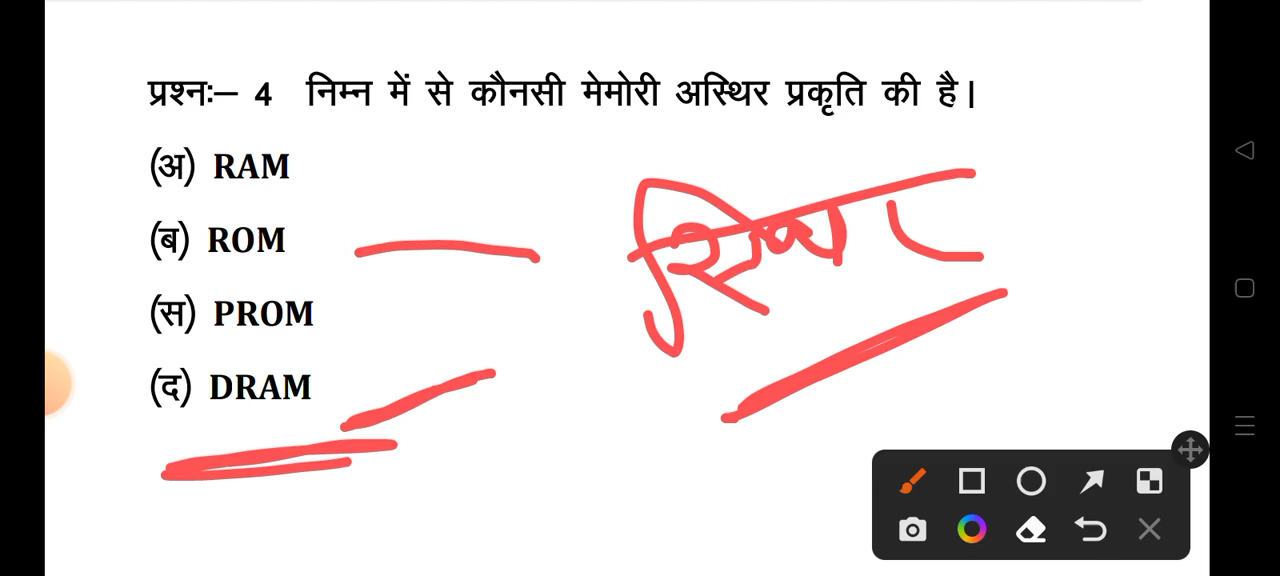 प्रश्नः– 4 निम्न में से कौनसी मेमोरी अस्थिर प्रकृति की है।
(अ) RAM
(ब) ROM
(स) PROM
(द) DRAM